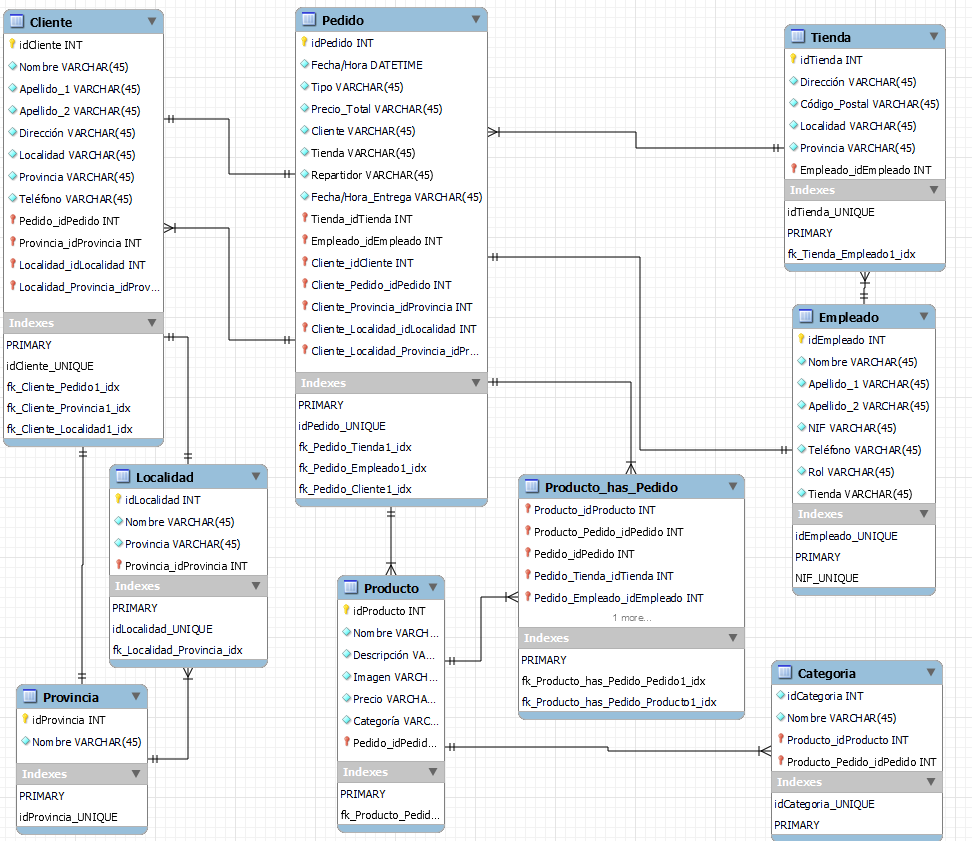 Cliente
idCliente INT
Nombre VARCHAR(45)
Apellido_1 VARCHAR(45)
Apellido_2 VARCHAR(45)
Dirección VARCHAR(45)
Localidad VARCHAR(45)
Provincia VARCHAR(45)
Teléfono VARCHAR(45)
Pedido_idPedido INT
Provincia_idProvincia INT
Localidad_idLocalidad INT
Localidad_Provincia_idProv...
Indexes
PRIMARY
idCliente_UNIQUE
fk_Cliente_Pedido1_idx
fk_Cliente_Provincia1_idx
fk_Cliente_Localidad1_idx
Pedido
idPedido INT
Fecha/Hora DATETIME
Tipo VARCHAR(45)
Precio_Total VARCHAR(45)
Cliente VARCHAR(45)
Tienda VARCHAR(45)
Repartidor VARCHAR(45)
Fecha/Hora_Entrega VARCHAR(45)
Tienda_idTienda INT
Empleado_idEmpleado INT
Cliente_idCliente INT
Cliente_Pedido_idPedido INT
Cliente_Provincia_idProvincia INT
Cliente_Localidad_idLocalidad INT
Cliente_Localidad_Provincia_idPr...
Indexes
PRIMARY
idPedido_UNIQUE
fk_Pedido_Tienda1_idx
fk_Pedido_Empleado1_idx
fk_Pedido_Cliente1_idx
Tienda
idTienda INT
Dirección VARCHAR(45)
Código_Postal VARCHAR(45)
Localidad VARCHAR(45)
Provincia VARCHAR(45)
Empleado_idEmpleado INT
Indexes
idTienda_UNIQUE
PRIMARY
fk_Tienda_Empleado1_idx
Empleado
idEmpleado INT
Nombre VARCHAR(45)
Apellido_1 VARCHAR(45)
Apellido_2 VARCHAR(45)
NIF VARCHAR(45)
Teléfono VARCHAR(45)
Rol VARCHAR(45)
Tienda VARCHAR(45)
Indexes
idEmpleado_UNIQUE
PRIMARY
NIF_UNIQUE
Localidad
idLocalidad INT
Nombre VARCHAR(45)
Provincia VARCHAR(45)
Provincia_idProvincia INT
Indexes
PRIMARY
idLocalidad_UNIQUE
fk_Localidad_Provincia_idx
Producto_has_Pedido
Producto_idProducto INT
Producto_Pedido_idPedido INT
Pedido_idPedido INT
Pedido_Tienda_idTienda INT
Pedido_Empleado_idEmpleado INT
1 more...
Indexes
PRIMARY
fk_Producto_has_Pedido_Pedido1_idx
fk_Producto_has_Pedido_Producto1_idx
Producto
idProducto INT
Nombre VARCH...
Descripción VA...
Imagen VARCH...
Precio VARCHA...
Categoría VARC...
Pedido_idPedid...
Indexes
PRIMARY
fk_Producto_Pedid...
Categoria
idCategoria INT
Nombre VARCHAR(45)
Producto_idProducto INT
Producto_Pedido_idPedido INT
Indexes
idCategoria_UNIQUE
PRIMARY
Provincia
idProvincia INT
Nombre VARCHAR(45)
Indexes
PRIMARY
idProvincia_UNIQUE